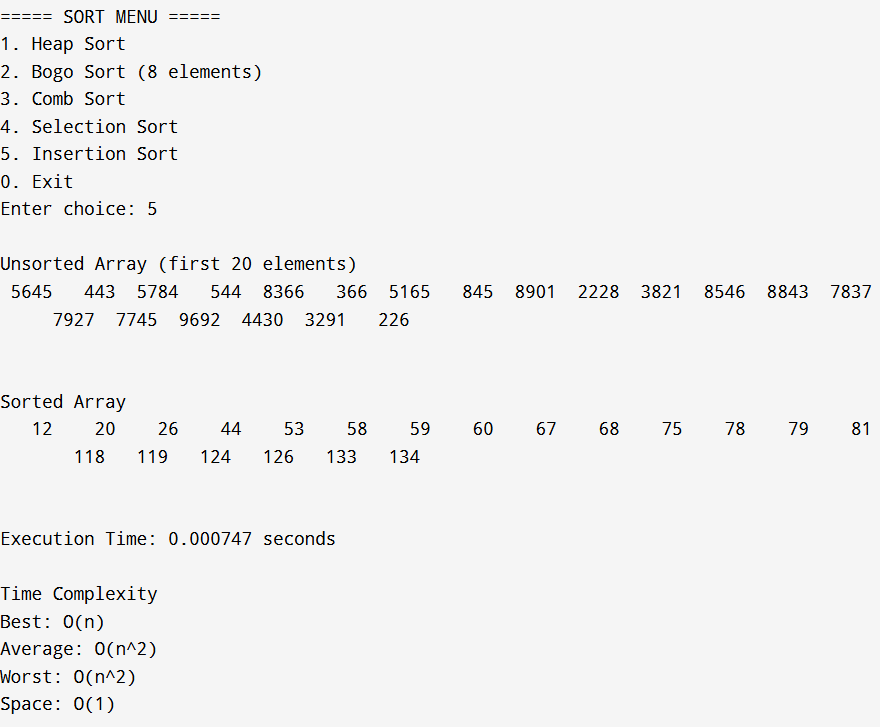 ===== SORT MENU =====
1. Heap Sort
2. Bogo Sort (8 elements)
3. Comb Sort
4. Selection Sort
5. Insertion Sort
0. Exit
Enter choice: 5
Unsorted Array (first 20 elements)
5645 443 5784 544 8366 366 5165 845 8901 2228 3821 8546 8843 7837
7927 7745 9692 4430 3291 226
Sorted Array
12 20 26 44 53 58 59 60 67 68 75 78 79 81
118 119 124 126 133 134
Execution Time: 0.000747 seconds
Time Complexity
Best: O(n)
Average: O(n^2)
Worst: O(n^2)
Space: O(1)